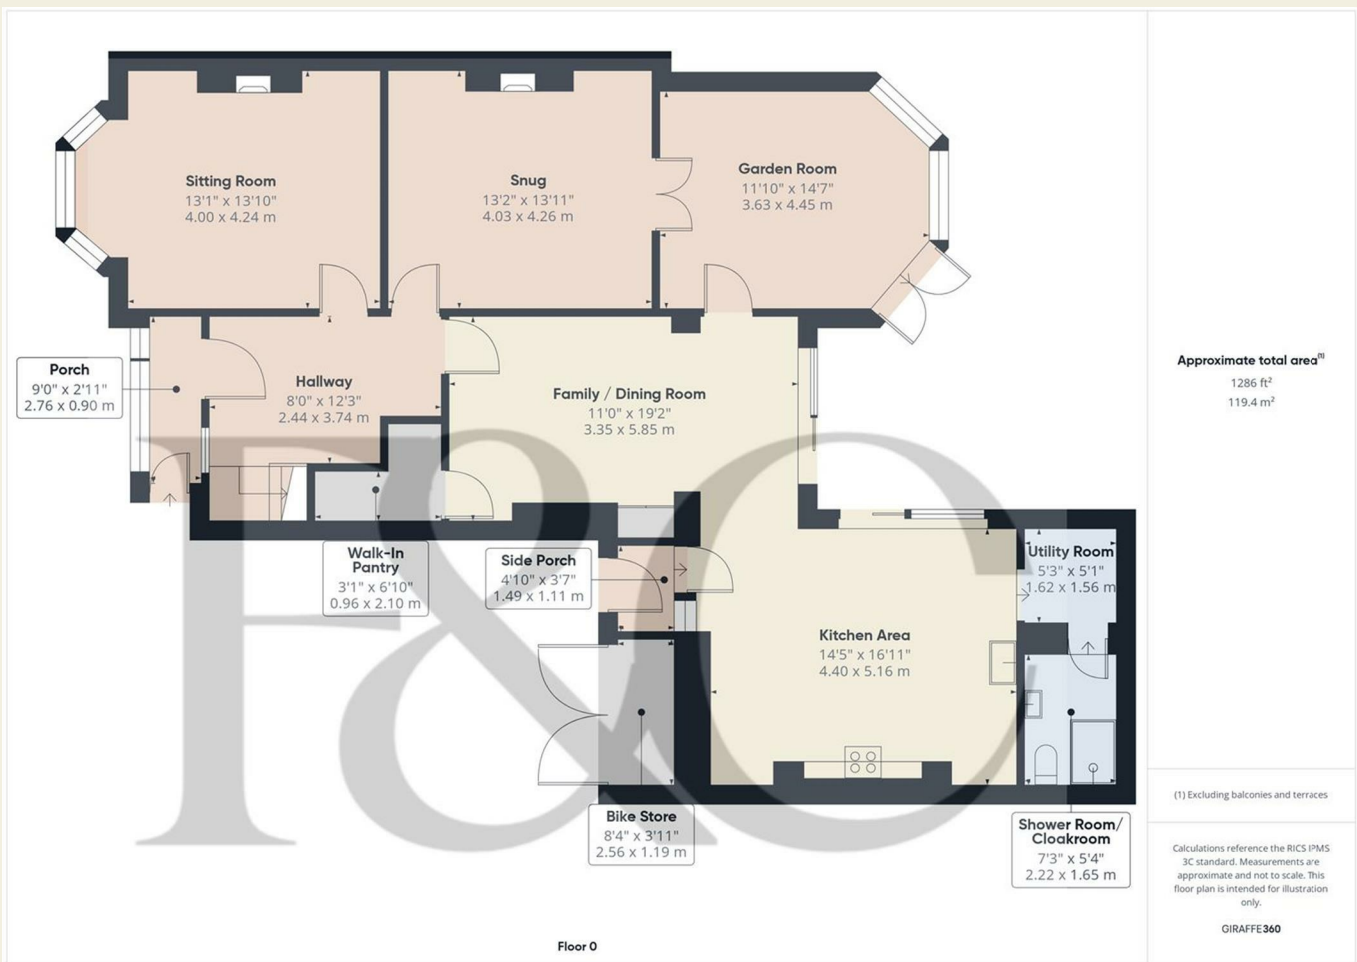 Sitting Room
13'1" x 13'10"
4.00 x 4.24 m
Snug
13'2" x 13'11"
4.03 x 4.26 m
Garden Room
11'10" x 14'7"
3.63 x 4.45 m
Porch
9'0" x 2'11"
2.76 x 0.90 m
Hallway
8'0" x 12'3"
2.44 x 3.74 m
Family / Dining Room
11'0" x 19'2"
3.35 x 5.85 m
Walk-In
Pantry
3'1" x 6'10"
0.96 x 2.10 m
Side Porch
4'10" x 3'7"
1.49 x 1.11 m
Utility Room
5'3" x 5'1"
1.62 x 1.56 m
Kitchen Area
14'5" x 16'11"
4.40 x 5.16 m
Bike Store
8'4" x 3'11"
2.56 x 1.19 m
Shower Room/
Cloakroom
7'3" x 5'4"
2.22 x 1.65 m
F&C
Floor 0
Approximate total area(1)
1286 ft²
119.4 m²
(1) Excluding balconies and terraces
Calculations reference the RICS IPMS
3C standard. Measurements are
approximate and not to scale. This
floor plan is intended for illustration
only.
GIRAFFE360